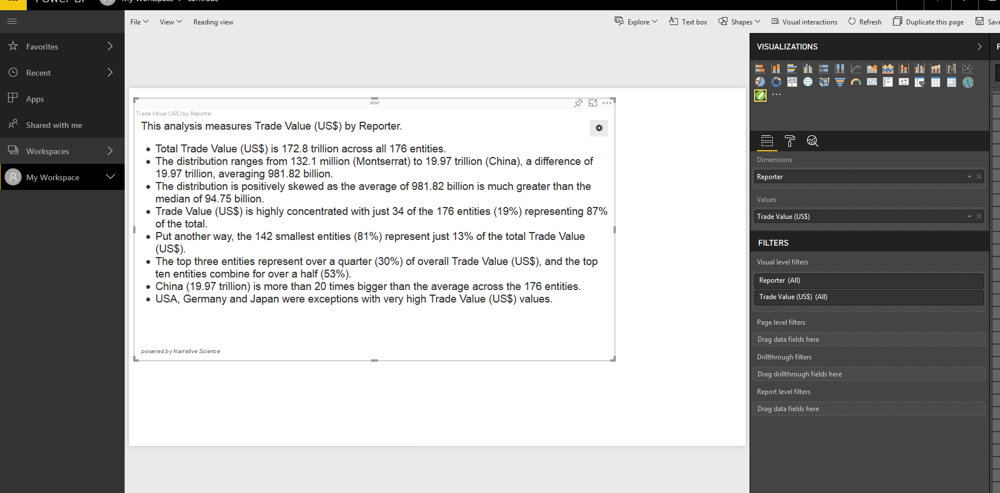 File View Reading view Explore Text box Shapes Visual interactions Refresh Duplicate this page Save
Favorites
Recent
Apps
Shared with me
Workspaces
My Workspace
Trade Value (US$) by Reporter
This analysis measures Trade Value (US$) by Reporter.
• Total Trade Value (US$) is 172.8 trillion across all 176 entities.
• The distribution ranges from 132.1 million (Montserrat) to 19.97 trillion (China), a difference of
19.97 trillion, averaging 981.82 billion.
• The distribution is positively skewed as the average of 981.82 billion is much greater than the
median of 94.75 billion.
• Trade Value (US$) is highly concentrated with just 34 of the 176 entities (19%) representing 87%
of the total.
• Put another way, the 142 smallest entities (81%) represent just 13% of the total Trade Value
(US$).
• The top three entities represent over a quarter (30%) of overall Trade Value (US$), and the top
ten entities combine for over a half (53%).
• China (19.97 trillion) is more than 20 times bigger than the average across the 176 entities.
• USA, Germany and Japan were exceptions with very high Trade Value (US$) values.
powered by Narrative Science
VISUALIZATIONS
123
Dimensions
Reporter
Values
Trade Value (US$)
FILTERS
Visual level filters
Reporter (All)
Trade Value (US$) (All)
Page level filters
Drag data fields here
Drillthrough filters
Drag drillthrough fields here
Report level filters
Drag data fields here